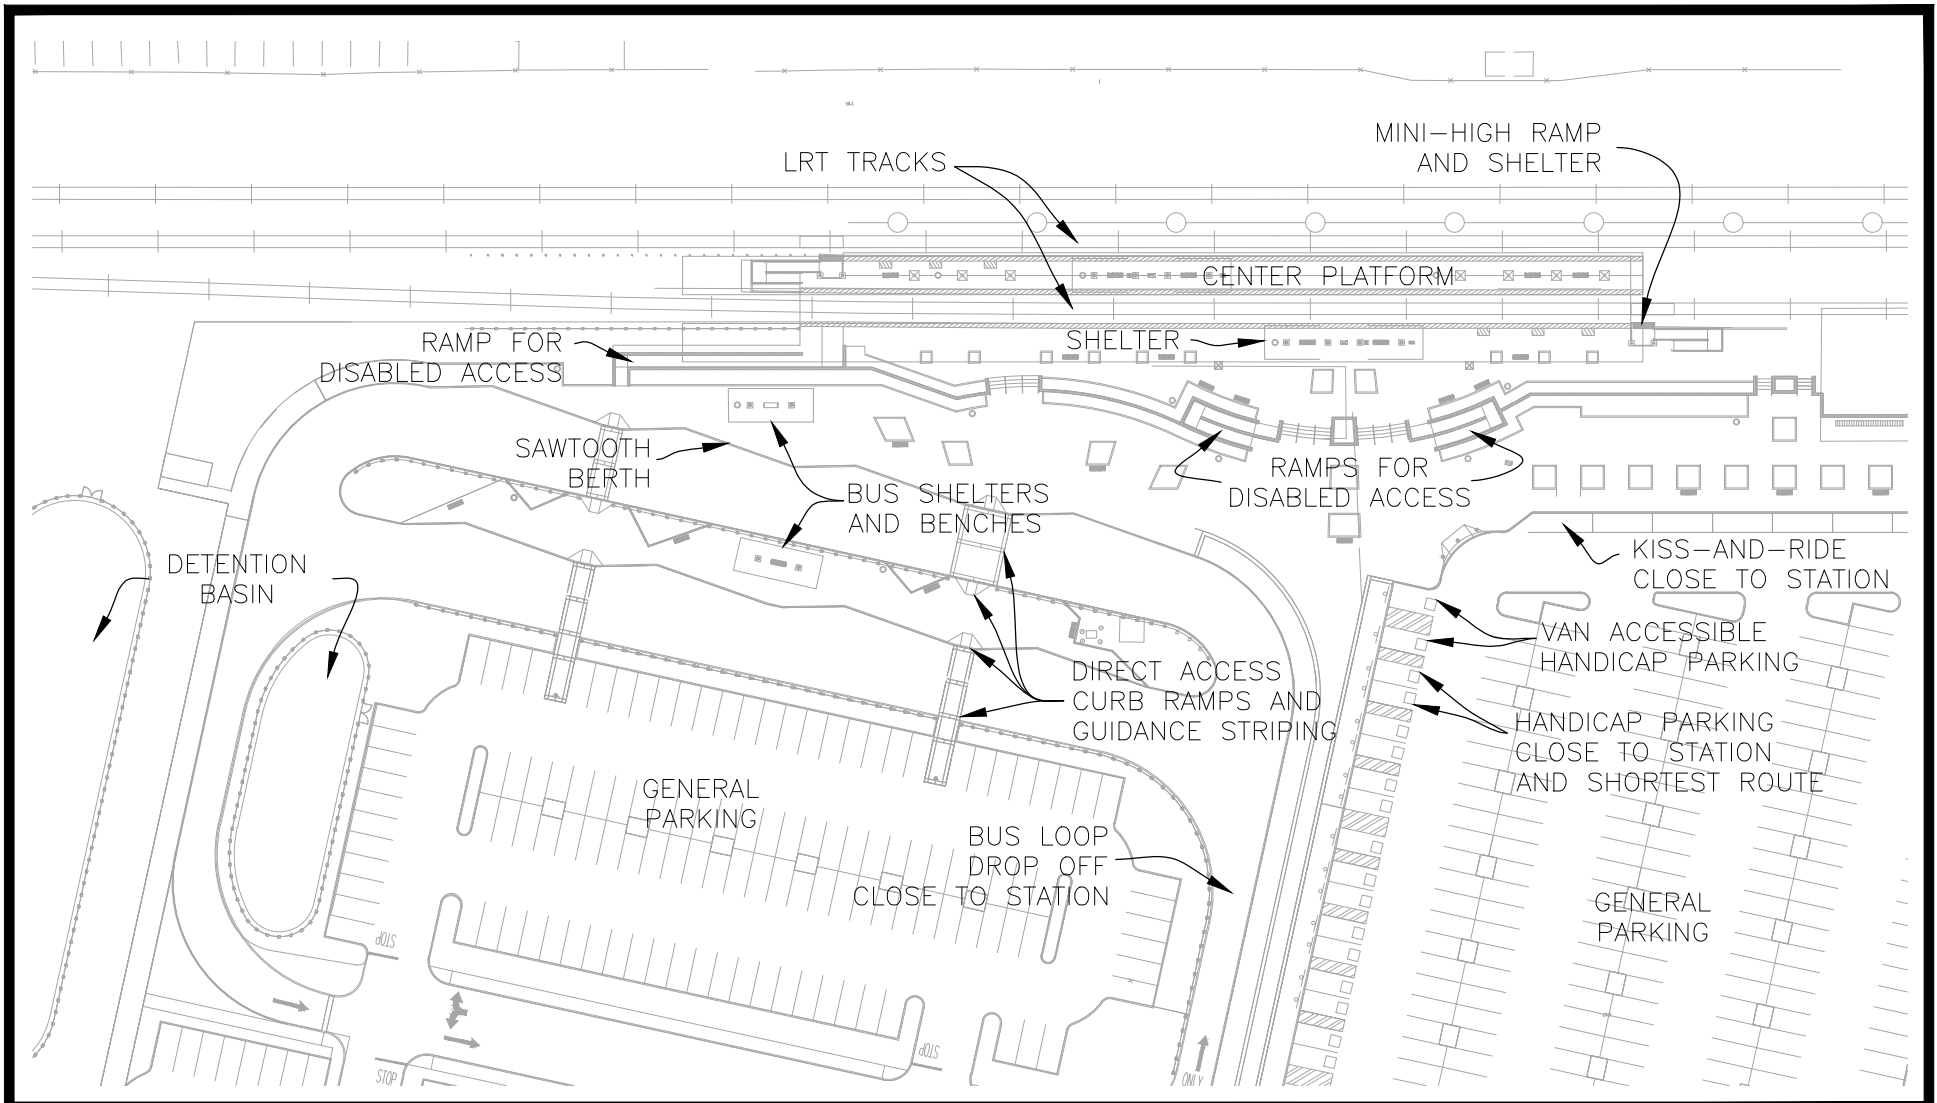 MINI-HIGH RAMP
AND SHELTER
LRT TRACKS
CENTER PLATFORM
SHELTER
RAMP FOR
DISABLED ACCESS
SAWTOOTH
BERTH
RAMPS FOR
DISABLED ACCESS
BUS SHELTERS
AND BENCHES
KISS-AND-RIDE
CLOSE TO STATION
DETENTION
BASIN
VAN ACCESSIBLE
HANDICAP PARKING
DIRECT ACCESS
CURB RAMPS AND
GUIDANCE STRIPING
HANDICAP PARKING
CLOSE TO STATION
AND SHORTEST ROUTE
GENERAL
PARKING
BUS LOOP
DROP OFF
CLOSE TO STATION
GENERAL
PARKING
STOP
STOP
STOP
ONLY